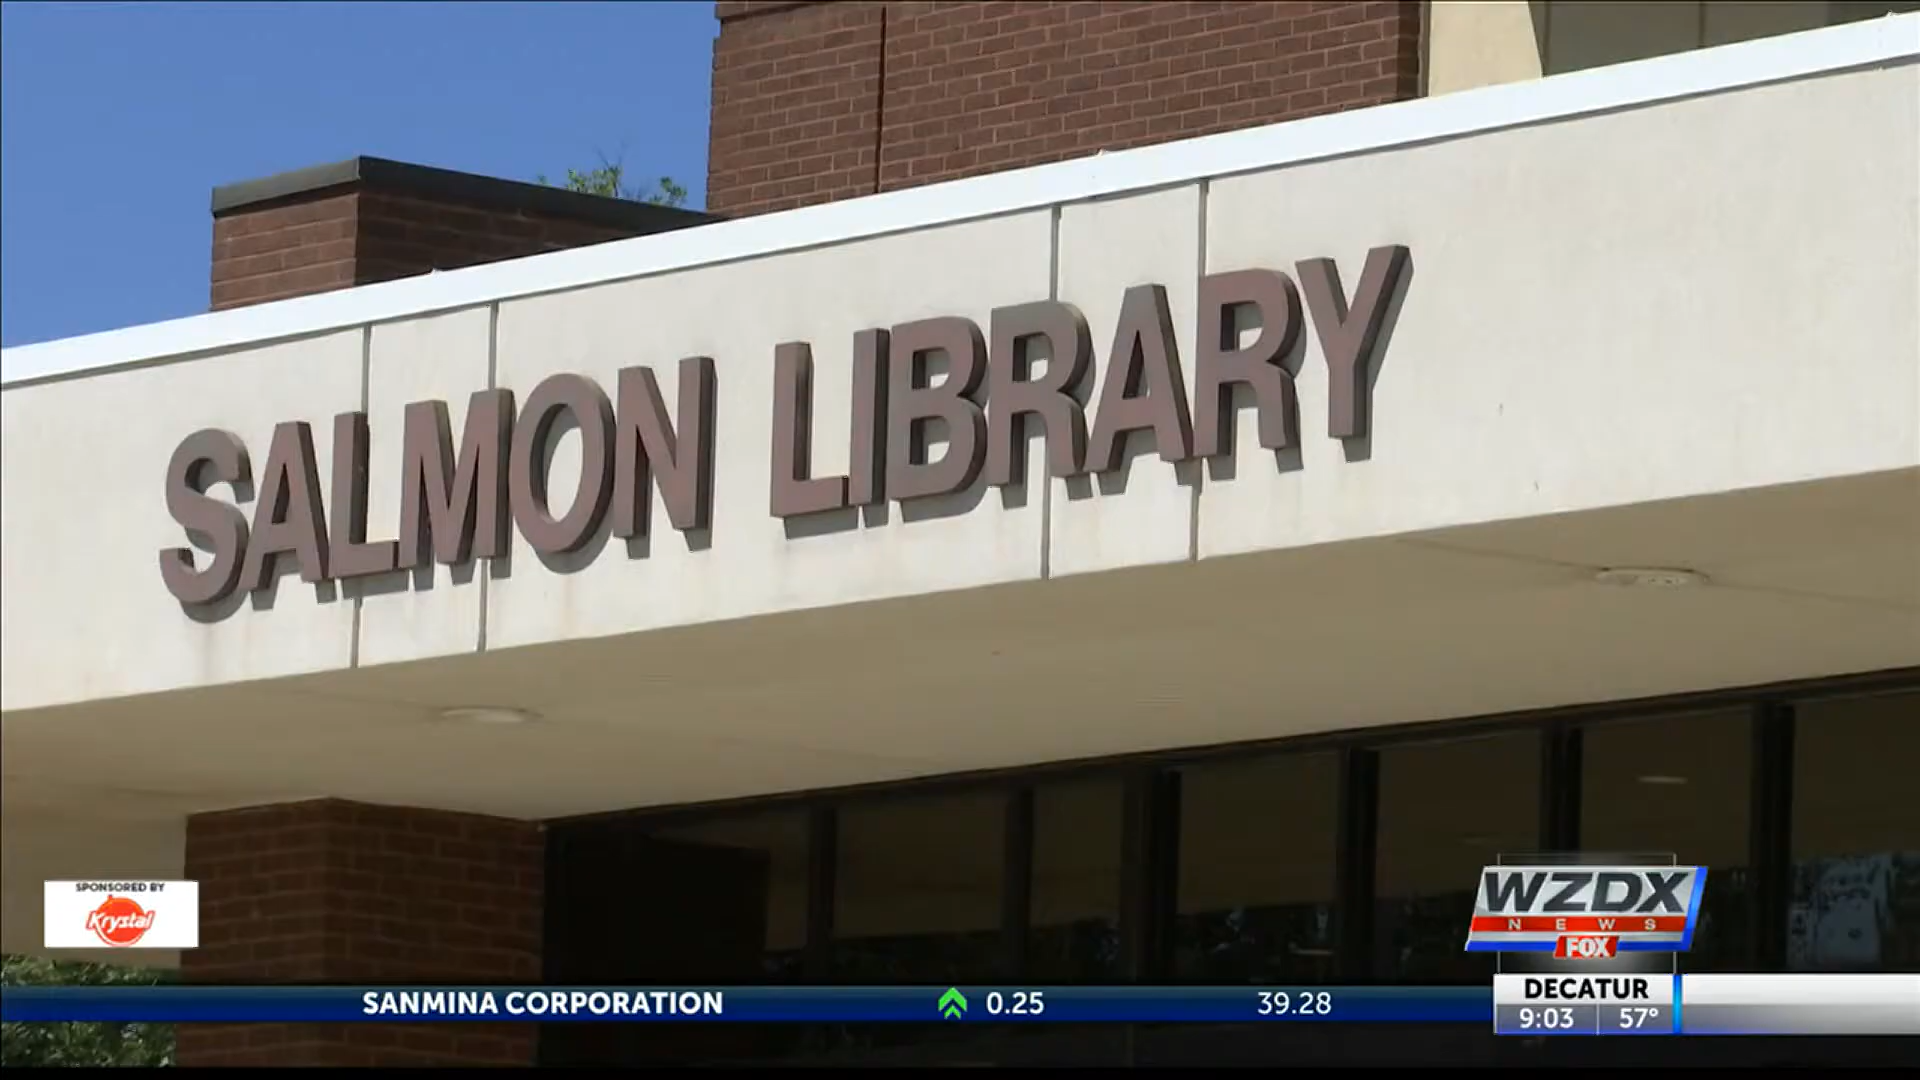 SALMON LIBRARY
SPONSORED BY
Krystal
WZDX
NEWS
FOX
SANMINA CORPORATION 0.25 39.28
DECATUR
9:03 57°